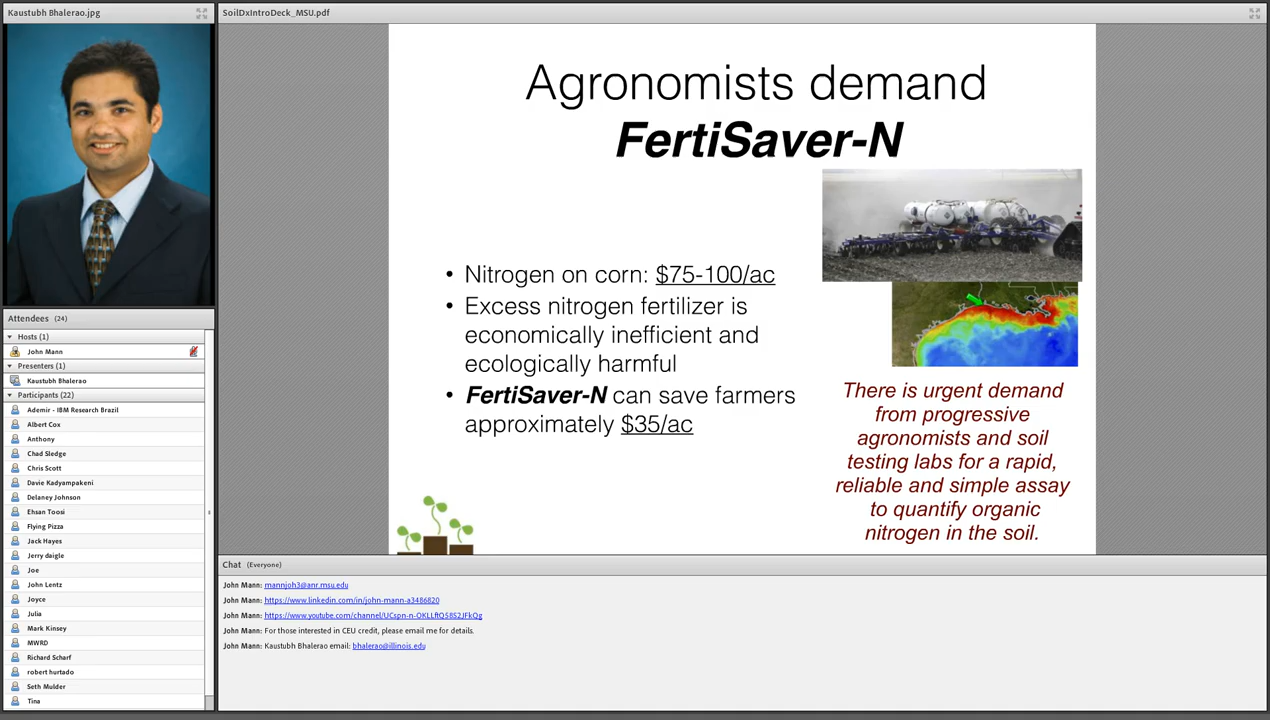 Kaustubh Bhalerao.jpg
SoilDxIntroDeck_MSU.pdf
Agronomists demand
FertiSaver-N
• Nitrogen on corn: $75-100/ac
• Excess nitrogen fertilizer is
economically inefficient and
ecologically harmful
• FertiSaver-N can save farmers
approximately $35/ac
There is urgent demand
from progressive
agronomists and soil
testing labs for a rapid,
reliable and simple assay
to quantify organic
nitrogen in the soil.
Attendees (24)
Hosts (1)
John Mann
Presenters (1)
Kaustubh Bhalerao
Participants (22)
Ademir - IBM Research Brazil
Albert Cox
Anthony
Chad Sledge
Chris Scott
Davie Kadyampakeni
Delaney Johnson
Ehsan Toosi
Flying Pizza
Jack Hayes
Jerry daigle
Joe
John Lentz
Joyce
Julia
Mark Kinsey
MWRD
Richard Scharf
robert hurtado
Seth Mulder
Tina
Chat (Everyone)
John Mann: mannjoh3@anr.msu.edu
John Mann: https://www.linkedin.com/in/john-mann-a3486820
John Mann: https://www.youtube.com/channel/UCspn-n-OKLLftQ58S2JFkQg
John Mann: For those interested in CEU credit, please email me for details.
John Mann: Kaustubh Bhalerao email: bhalerao@illinois.edu